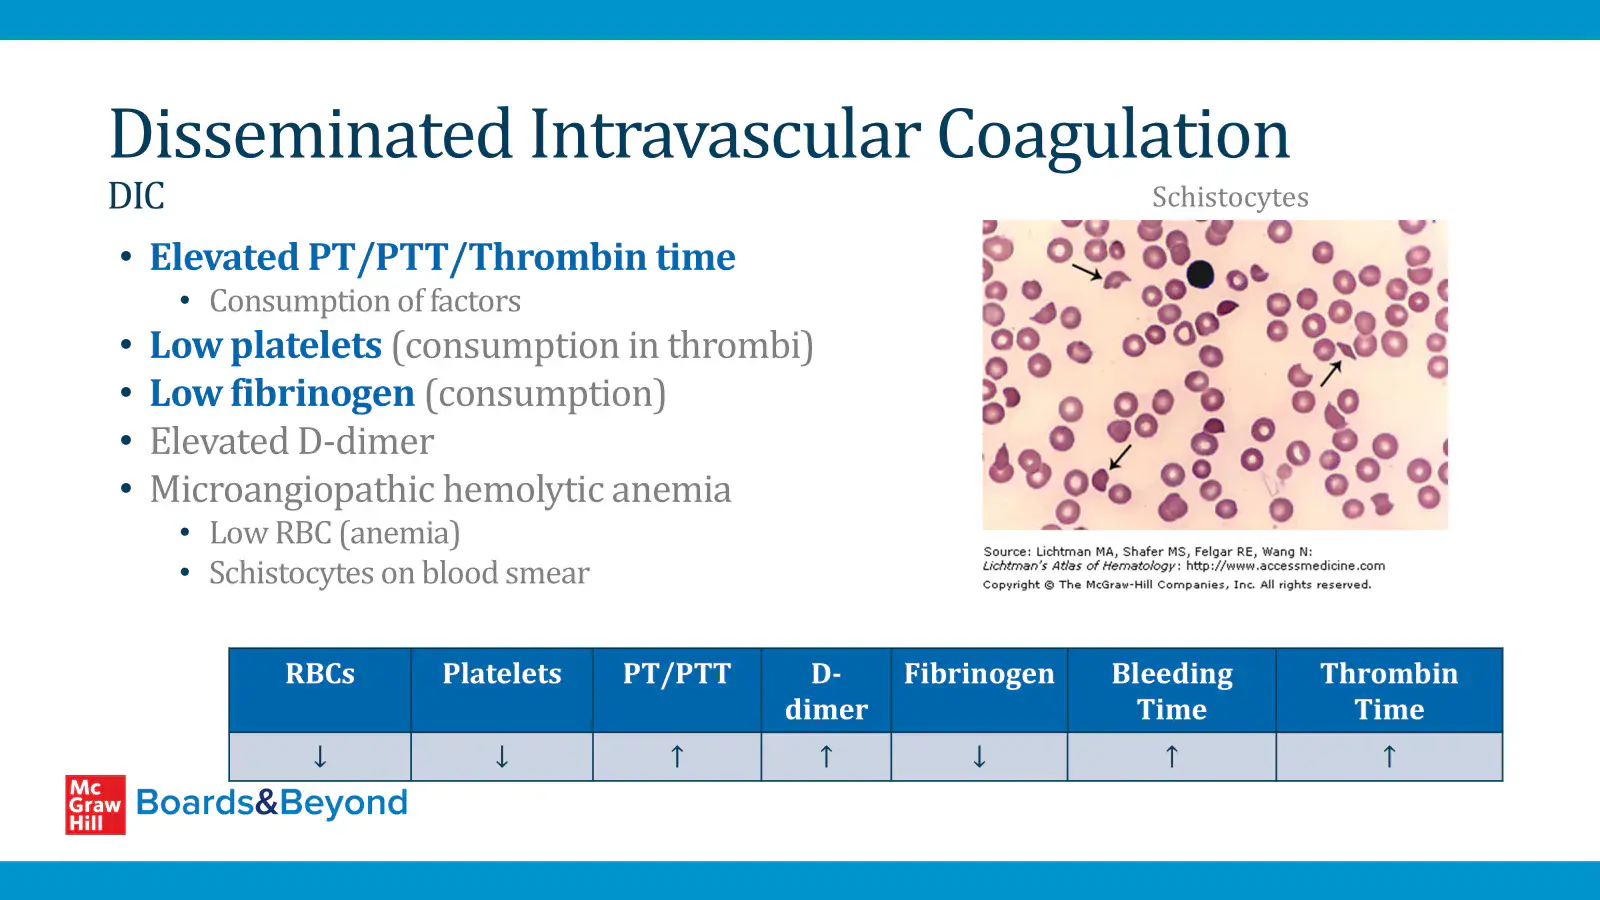 Disseminated Intravascular Coagulation
DIC
• Elevated PT/PTT/Thrombin time
• Consumption of factors
• Low platelets (consumption in thrombi)
• Low fibrinogen (consumption)
• Elevated D-dimer
• Microangiopathic hemolytic anemia
• Low RBC (anemia)
• Schistocytes on blood smear
Schistocytes
Source: Lichtman MA, Shafer MS, Felgar RE, Wang N:
Lichtman's Atlas of Hematology: http://www.accessmedicine.com
Copyright © The McGraw-Hill Companies, Inc. All rights reserved.
RBCs Platelets PT/PTT D-dimer Fibrinogen Bleeding Time Thrombin Time
↓ ↓ ↑ ↑ ↓ ↑ ↑
Mc
Graw
Hill
Boards&Beyond